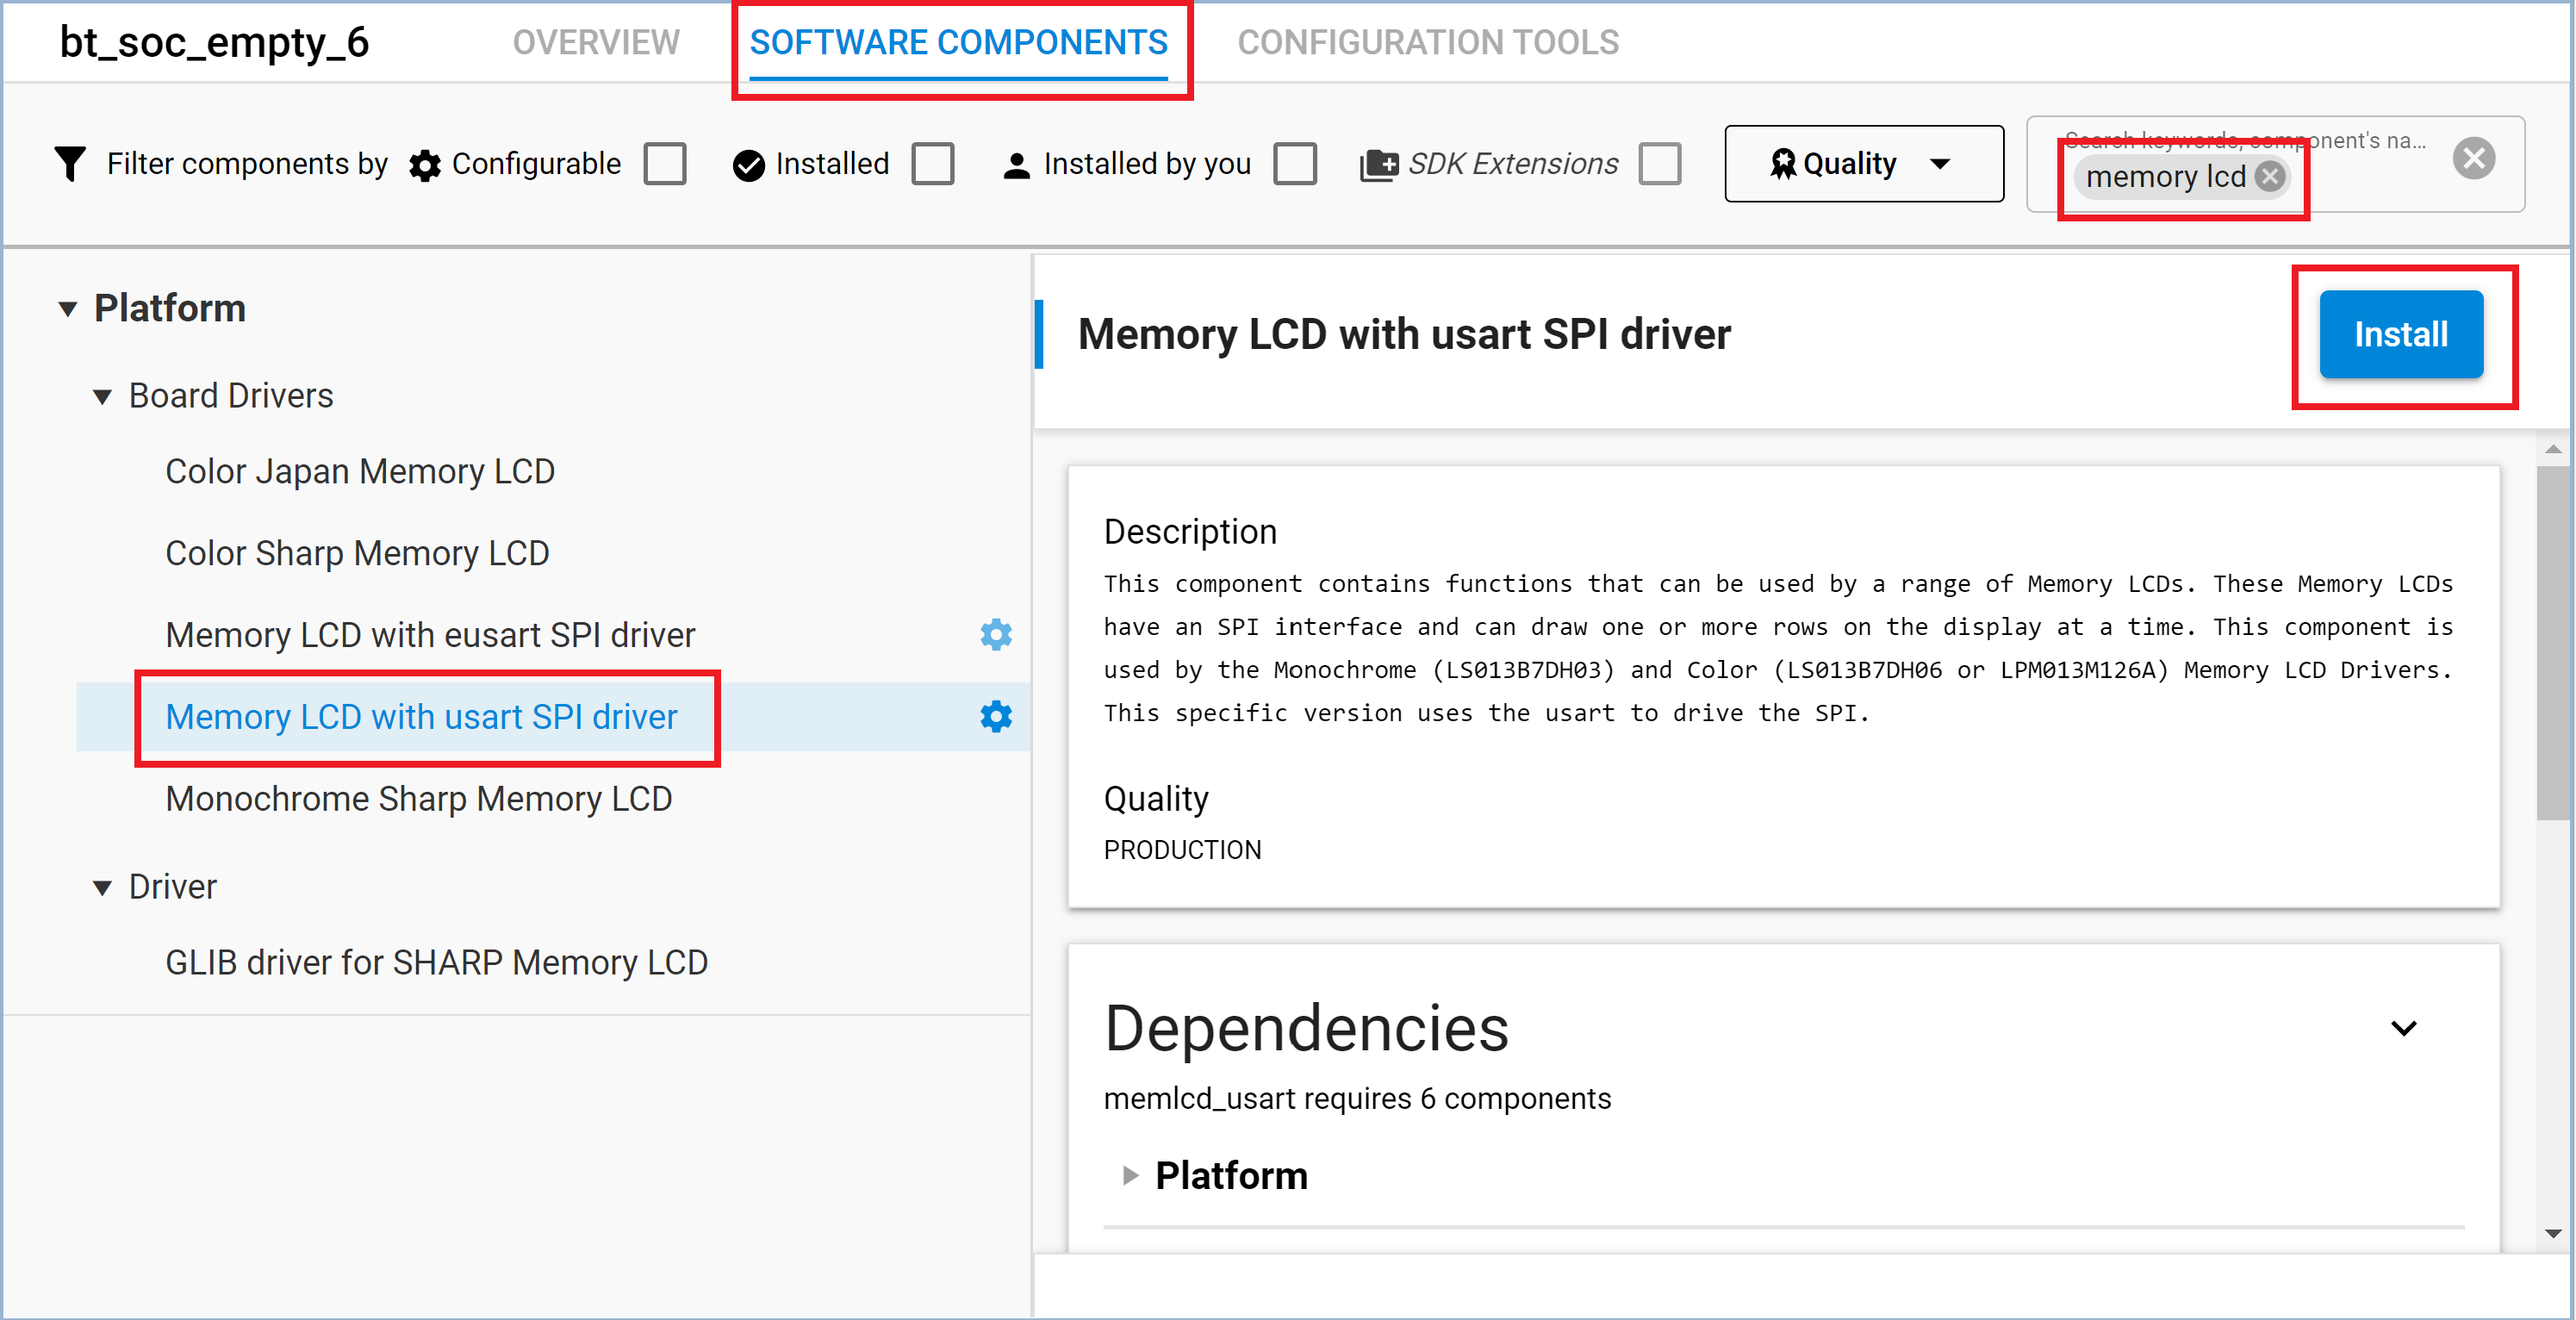 bt_soc_empty_6 OVERVIEW SOFTWARE COMPONENTS CONFIGURATION TOOLS
Filter components by Configurable Installed Installed by you SDK Extensions Quality
Search keywords, component's na...
memory lcd
Platform
Board Drivers
Color Japan Memory LCD
Color Sharp Memory LCD
Memory LCD with eusart SPI driver
Memory LCD with usart SPI driver
Monochrome Sharp Memory LCD
Driver
GLIB driver for SHARP Memory LCD
Memory LCD with usart SPI driver
Install
Description
This component contains functions that can be used by a range of Memory LCDs. These Memory LCDs
have an SPI interface and can draw one or more rows on the display at a time. This component is
used by the Monochrome (LS013B7DH03) and Color (LS013B7DH06 or LPM013M126A) Memory LCD Drivers.
This specific version uses the usart to drive the SPI.
Quality
PRODUCTION
Dependencies
memlcd_usart requires 6 components
Platform